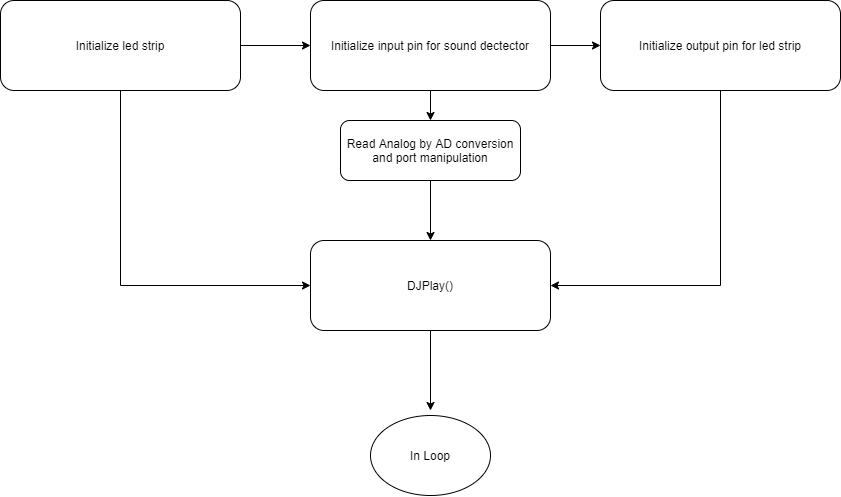 Initialize led strip
Initialize input pin for sound dectector
Initialize output pin for led strip
Read Analog by AD conversion
and port manipulation
DJPlay()
In Loop